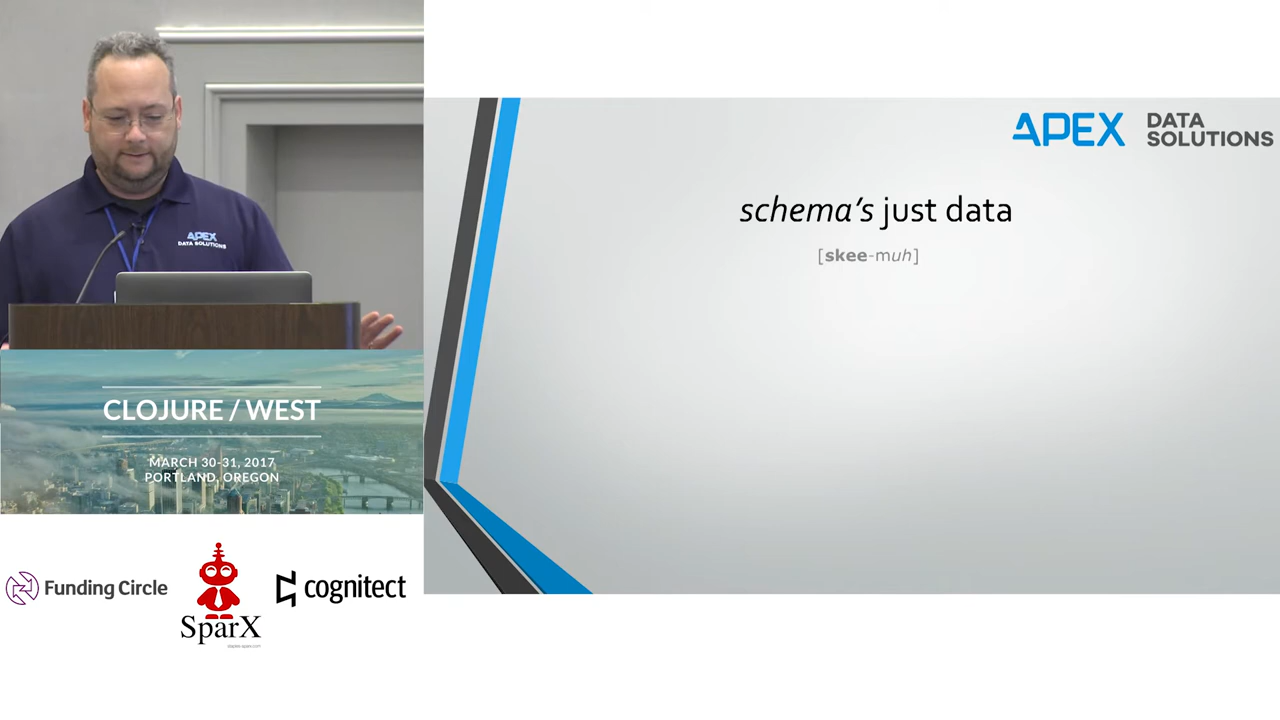 APEX
DATA SOLUTIONS
CLOJURE / WEST
MARCH 30-31, 2017
PORTLAND, OREGON
Funding Circle
SparX
cognitect
APEX DATA
SOLUTIONS
schema's just data
[skee-muh]